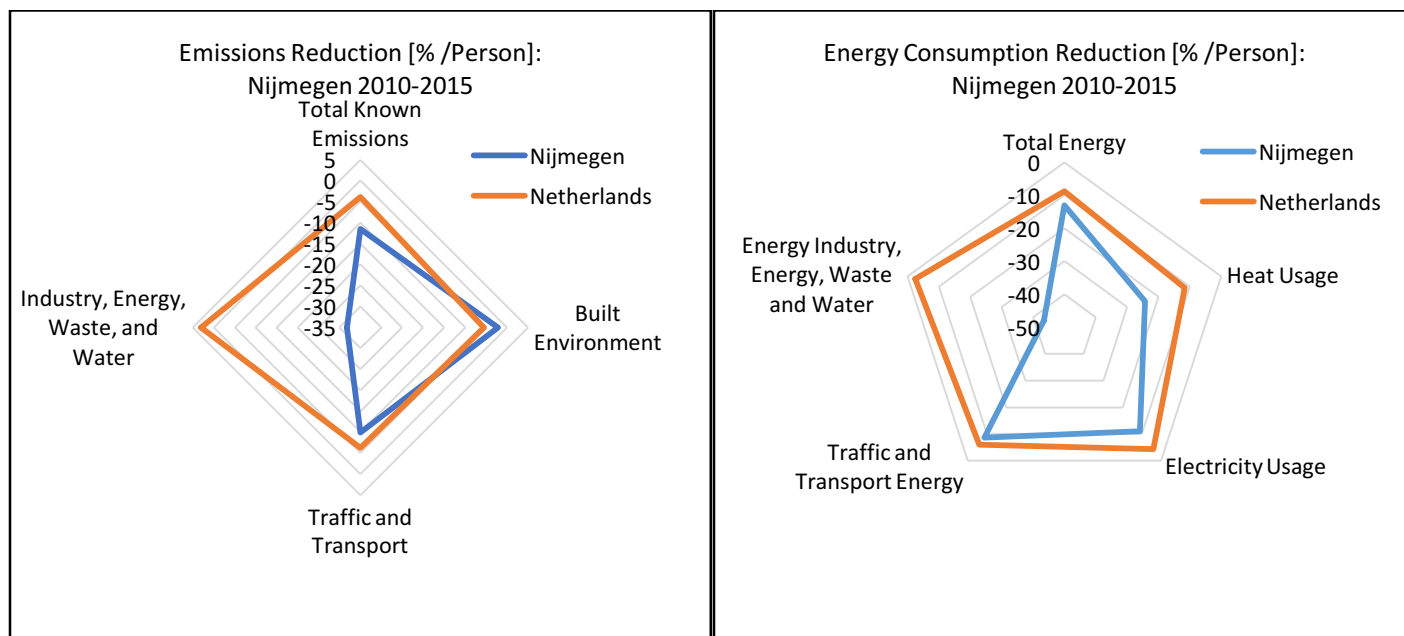 Emissions Reduction [% /Person]:
Nijmegen 2010-2015
Total Known
Emissions
5
0
-5
-10
-15
-20
-25
-30
-35
Nijmegen
Netherlands
Industry, Energy,
Waste, and
Water
Built
Environment
Traffic and
Transport
Energy Consumption Reduction [% /Person]:
Nijmegen 2010-2015
Total Energy
0
-10
-20
-30
-40
-50
Nijmegen
Netherlands
Energy Industry,
Energy, Waste
and Water
Heat Usage
Traffic and
Transport Energy
Electricity Usage